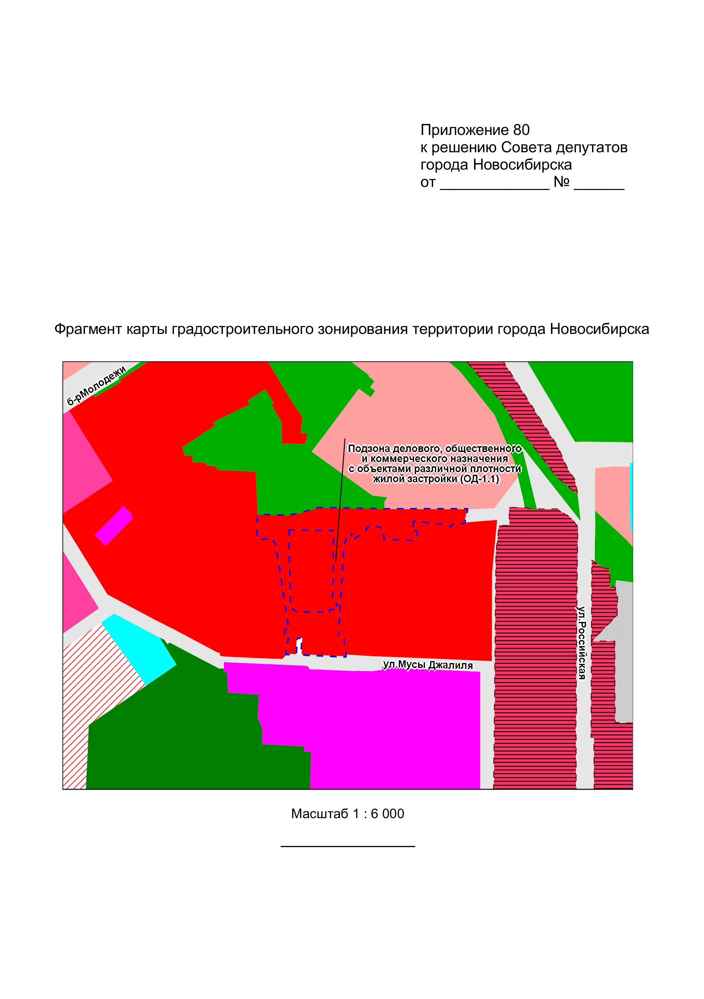 Приложение 80
к решению Совета депутатов
города Новосибирска
от _____________ № ______
Фрагмент карты градостроительного зонирования территории города Новосибирска
б-рМолодежи
Подзона делового, общественного
и коммерческого назначения
с объектами различной плотности
жилой застройки (ОД-1.1)
ул.Российская
ул.Мусы Джалиля
Масштаб 1 : 6 000